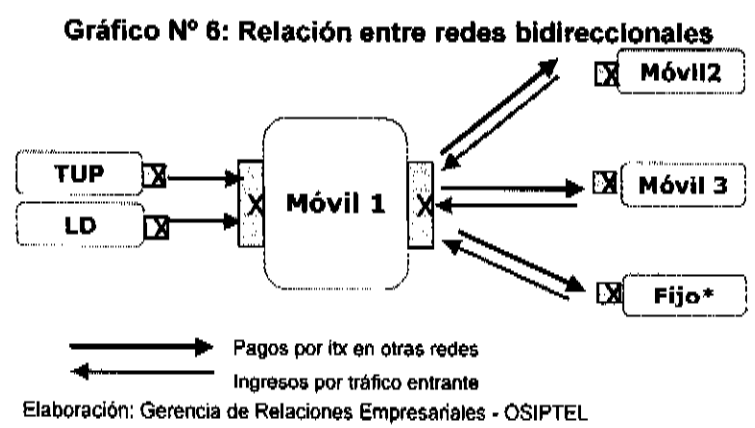 Gráfico Nº 6: Relación entre redes bidireccionales
Móvil2
TUP
X
X
Móvil 1
X
X
Móvil 3
LD
X
X
X
Fijo*
Pagos por itx en otras redes
Ingresos por tráfico entrante
Elaboración: Gerencia de Relaciones Empresariales - OSIPTEL